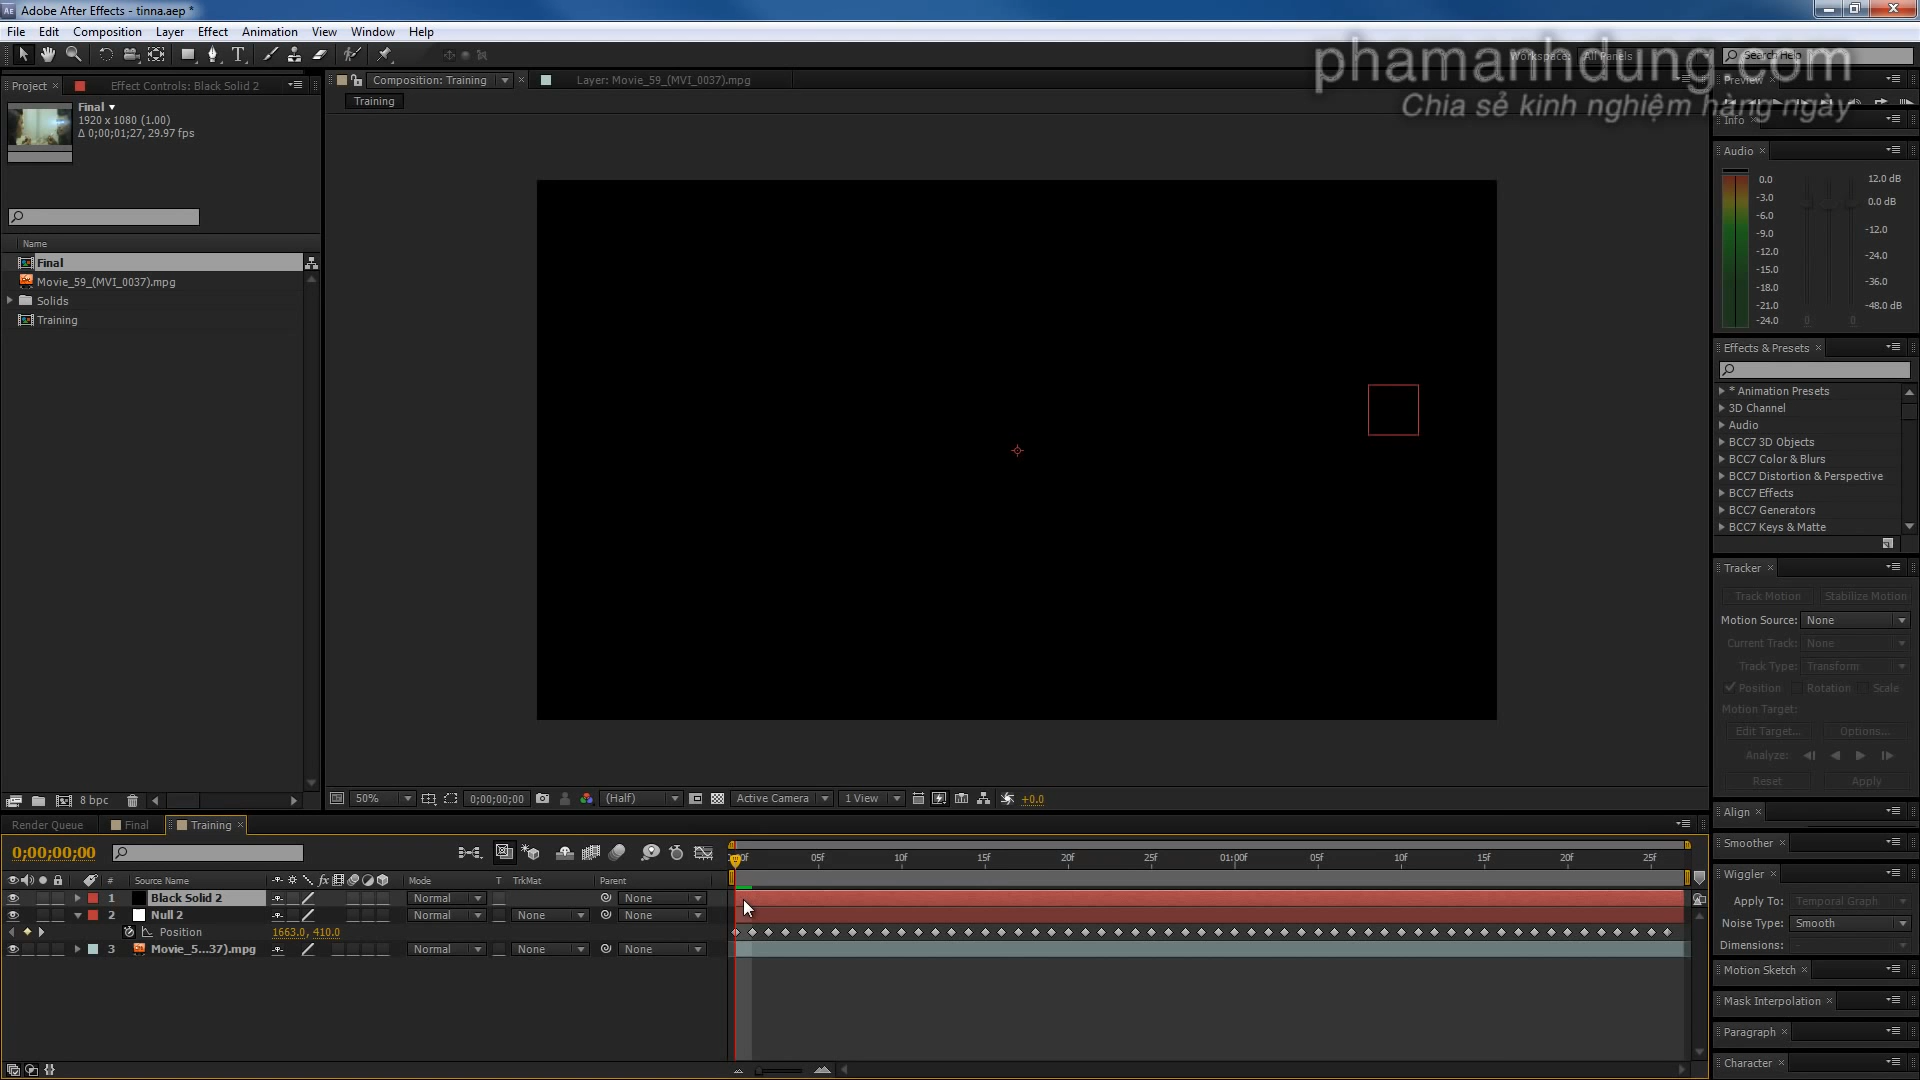 Adobe After Effects - tinna.aep *
File Edit Composition Layer Effect Animation View Window Help
Workspace: All Panels
Search Help
phamanhdung.com
Chia sẻ kinh nghiệm hàng ngày
Project
Effect Controls: Black Solid 2
Final
1920 x 1080 (1.00)
Δ 0;00;01;27, 29.97 fps
Name
Final
Movie_59_(MVI_0037).mpg
Solids
Training
8 bpc
Composition: Training
Layer: Movie_59_(MVI_0037).mpg
Training
50%
0;00;00;00
(Half)
Active Camera
1 View
+0.0
Preview
Info
Audio
0.0
-3.0
-6.0
-9.0
-12.0
-15.0
-18.0
-21.0
-24.0
12.0 dB
0.0 dB
-12.0
-24.0
-36.0
-48.0 dB
0 0
Effects & Presets
* Animation Presets
3D Channel
Audio
BCC7 3D Objects
BCC7 Color & Blurs
BCC7 Distortion & Perspective
BCC7 Effects
BCC7 Generators
BCC7 Keys & Matte
Tracker
Track Motion Stabilize Motion
Motion Source: None
Current Track: None
Track Type: Transform
Position Rotation Scale
Motion Target:
Edit Target... Options...
Analyze:
Reset Apply
Align
Smoother
Wiggler
Apply To: Temporal Graph
Noise Type: Smooth
Dimensions: -
Motion Sketch
Mask Interpolation
Paragraph
Character
Render Queue Final Training
0;00;00;00
# Source Name fx Mode T TrkMat Parent
1 Black Solid 2 Normal None
2 Null 2 Normal None None
Position 1663.0, 410.0
3 Movie_5...37).mpg Normal None None
05f 10f 15f 20f 25f 01:00f 05f 10f 15f 20f 25f